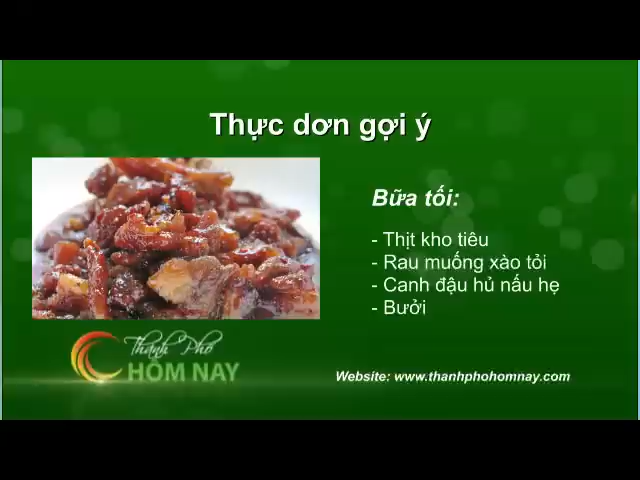 Thực dơn gợi ý
Bữa tối:
- Thịt kho tiêu
- Rau muống xào tỏi
- Canh đậu hủ nấu hẹ
- Bưởi
Thành Phố
HÔM NAY
Website: www.thanhphohomnay.com